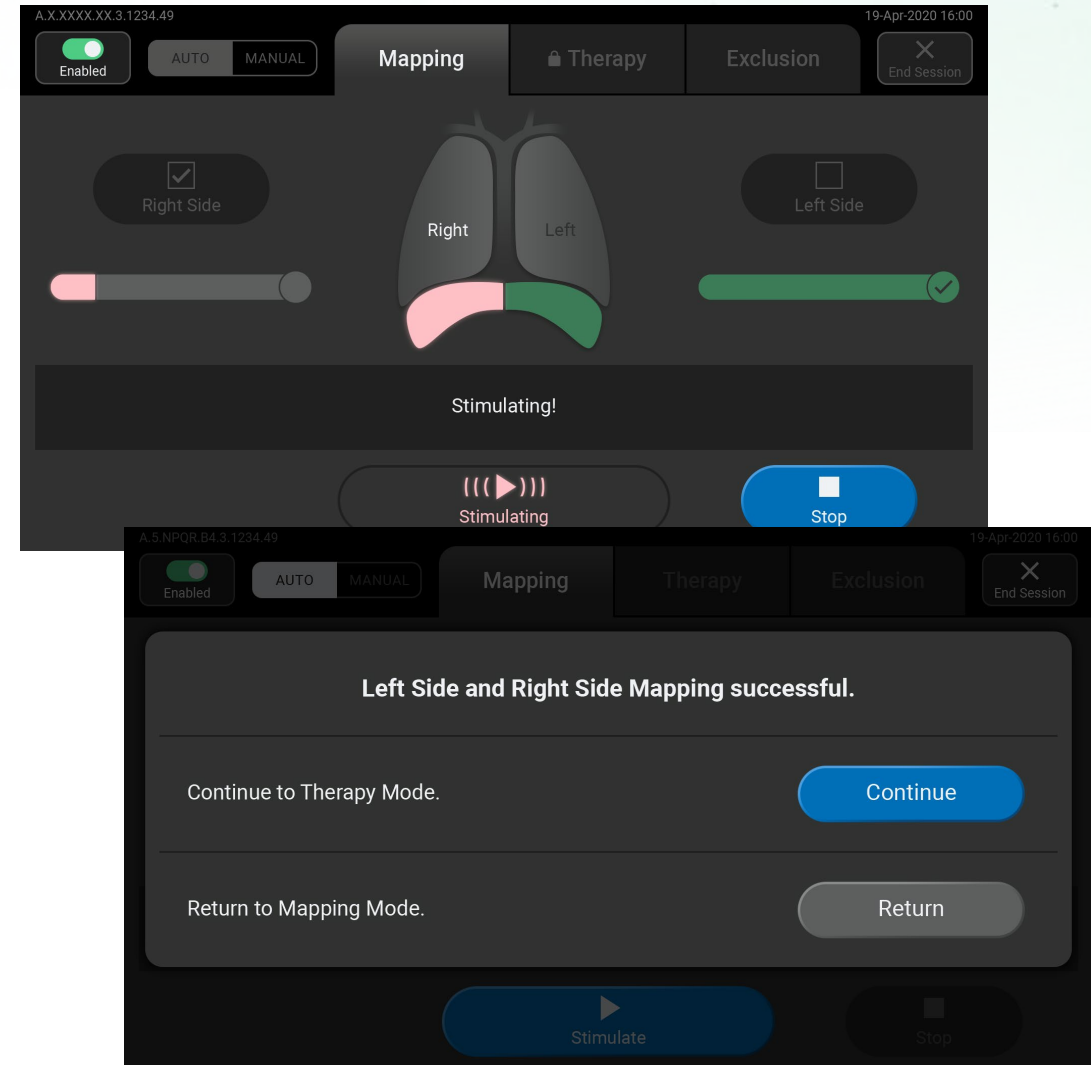 A.X.XXXX.XX.3.1234.49
19-Apr-2020 16:00
Enabled
AUTO MANUAL
Mapping
Therapy
Exclusion
End Session
Right Side
Left Side
Right
Left
Stimulating!
Stimulating
Stop
A.5.NPQR.B4.3.1234.49
19-Apr-2020 16:00
Enabled
AUTO MANUAL
Mapping
Therapy
Exclusion
End Session
Left Side and Right Side Mapping successful.
Continue to Therapy Mode.
Continue
Return to Mapping Mode.
Return
Stimulate
Stop